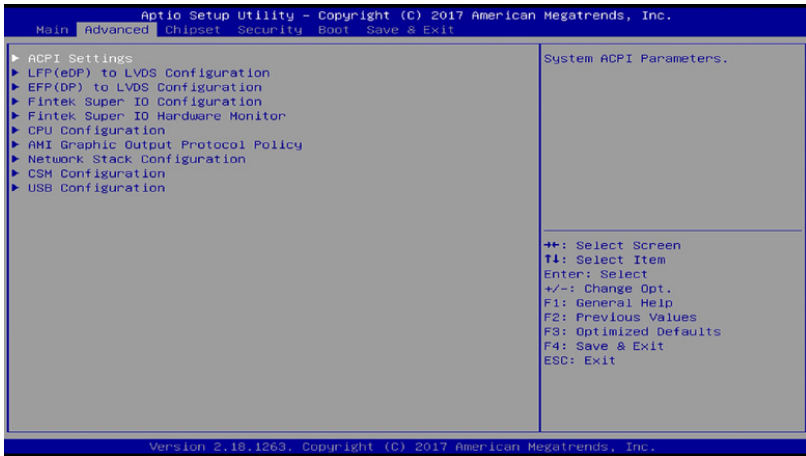 Aptio Setup Utility – Copyright (C) 2017 American Megatrends, Inc.
Main Advanced Chipset Security Boot Save & Exit
▶ ACPI Settings
▶ LFP(eDP) to LVDS Configuration
▶ EFP(DP) to LVDS Configuration
▶ Fintek Super IO Configuration
▶ Fintek Super IO Hardware Monitor
▶ CPU Configuration
▶ AMI Graphic Output Protocol Policy
▶ Network Stack Configuration
▶ CSM Configuration
▶ USB Configuration
System ACPI Parameters.
→←: Select Screen
↑↓: Select Item
Enter: Select
+/-: Change Opt.
F1: General Help
F2: Previous Values
F3: Optimized Defaults
F4: Save & Exit
ESC: Exit
Version 2.18.1263. Copyright (C) 2017 American Megatrends, Inc.